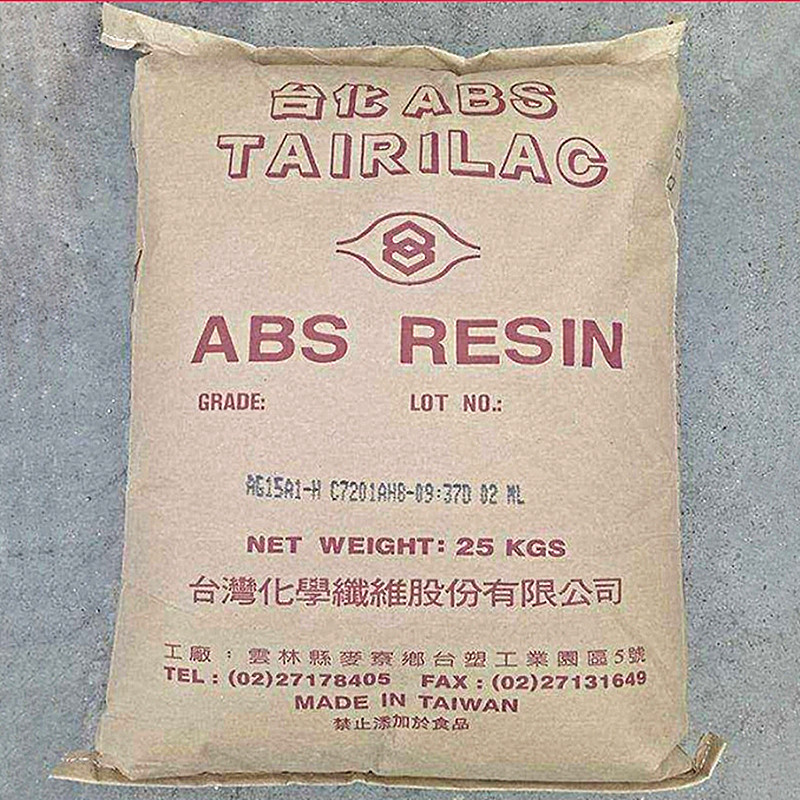 台化 ABS
TAIRILAC
ABS RESIN
GRADE: LOT NO.:
AG15A1-H C7201AHB-09:37D 02 ML
NET WEIGHT: 25 KGS
台灣化學纖維股份有限公司
工廠：雲林縣麥寮鄉台塑工業園區5號
TEL : (02)27178405 FAX : (02)27131649
MADE IN TAIWAN
禁止添加於食品